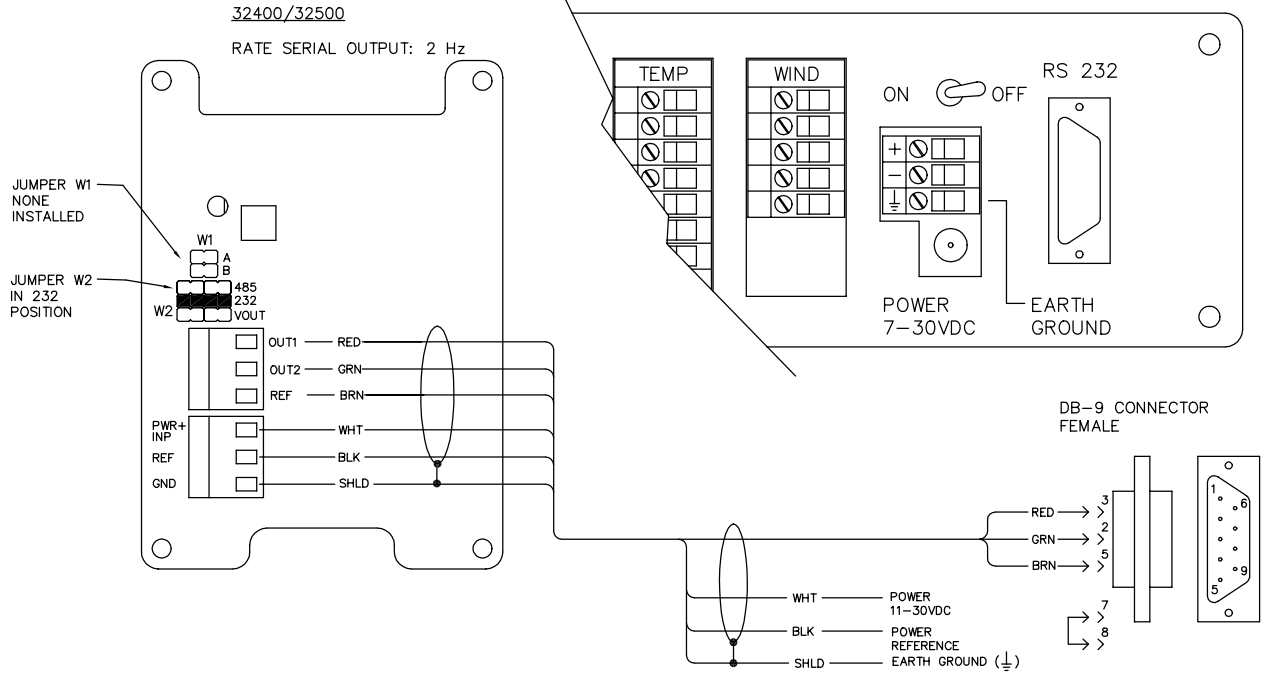 32400/32500
RATE SERIAL OUTPUT: 2 Hz
JUMPER W1
NONE
INSTALLED
JUMPER W2
IN 232
POSITION
W1
A
B
485
232
W2
VOUT
OUT1
RED
OUT2
GRN
REF
BRN
PWR+
INP
WHT
REF
BLK
GND
SHLD
TEMP
WIND
ON
OFF
RS 232
+
−
POWER
7–30VDC
EARTH
GROUND
DB–9 CONNECTOR
FEMALE
RED
3
GRN
2
BRN
5
7
8
1
6
9
5
WHT
POWER
11–30VDC
BLK
POWER
REFERENCE
SHLD
EARTH GROUND (⏚)